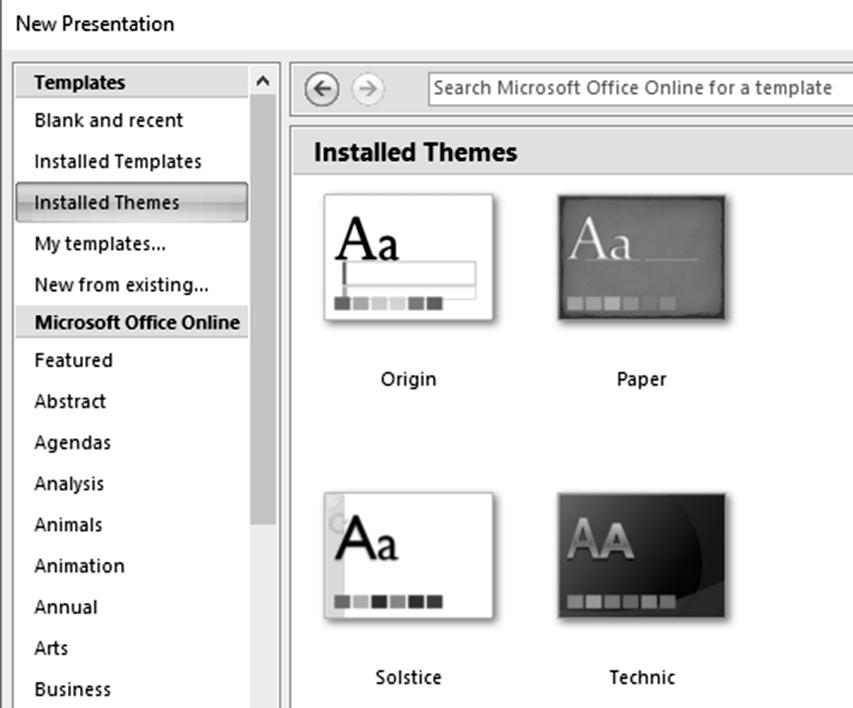 New Presentation
Templates
Blank and recent
Installed Templates
Installed Themes
My templates...
New from existing...
Microsoft Office Online
Featured
Abstract
Agendas
Analysis
Animals
Animation
Annual
Arts
Business
Search Microsoft Office Online for a template
Installed Themes
Aa
Origin
Aa
Paper
Aa
Solstice
AA
Technic